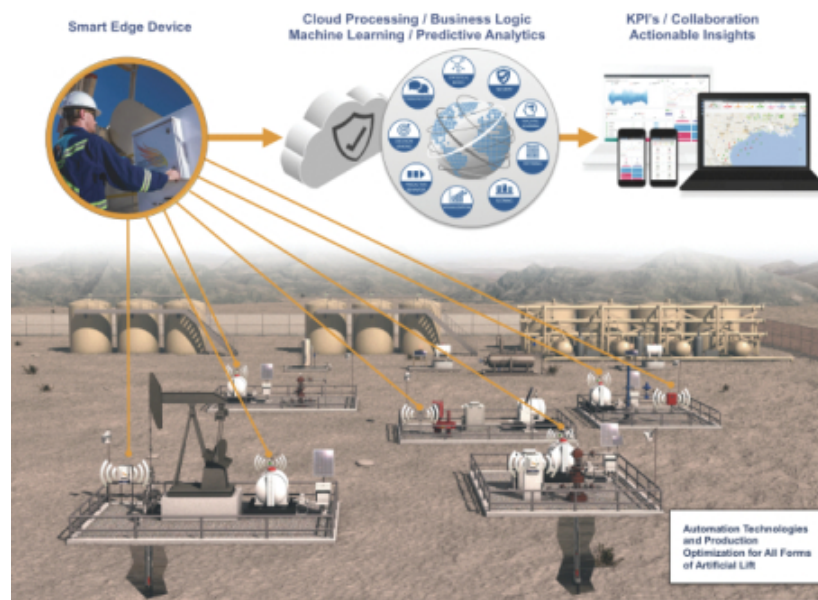 Smart Edge Device
Cloud Processing / Business Logic
Machine Learning / Predictive Analytics
KPI's / Collaboration
Actionable Insights
Automation Technologies
and Production
Optimization for All Forms
of Artificial Lift